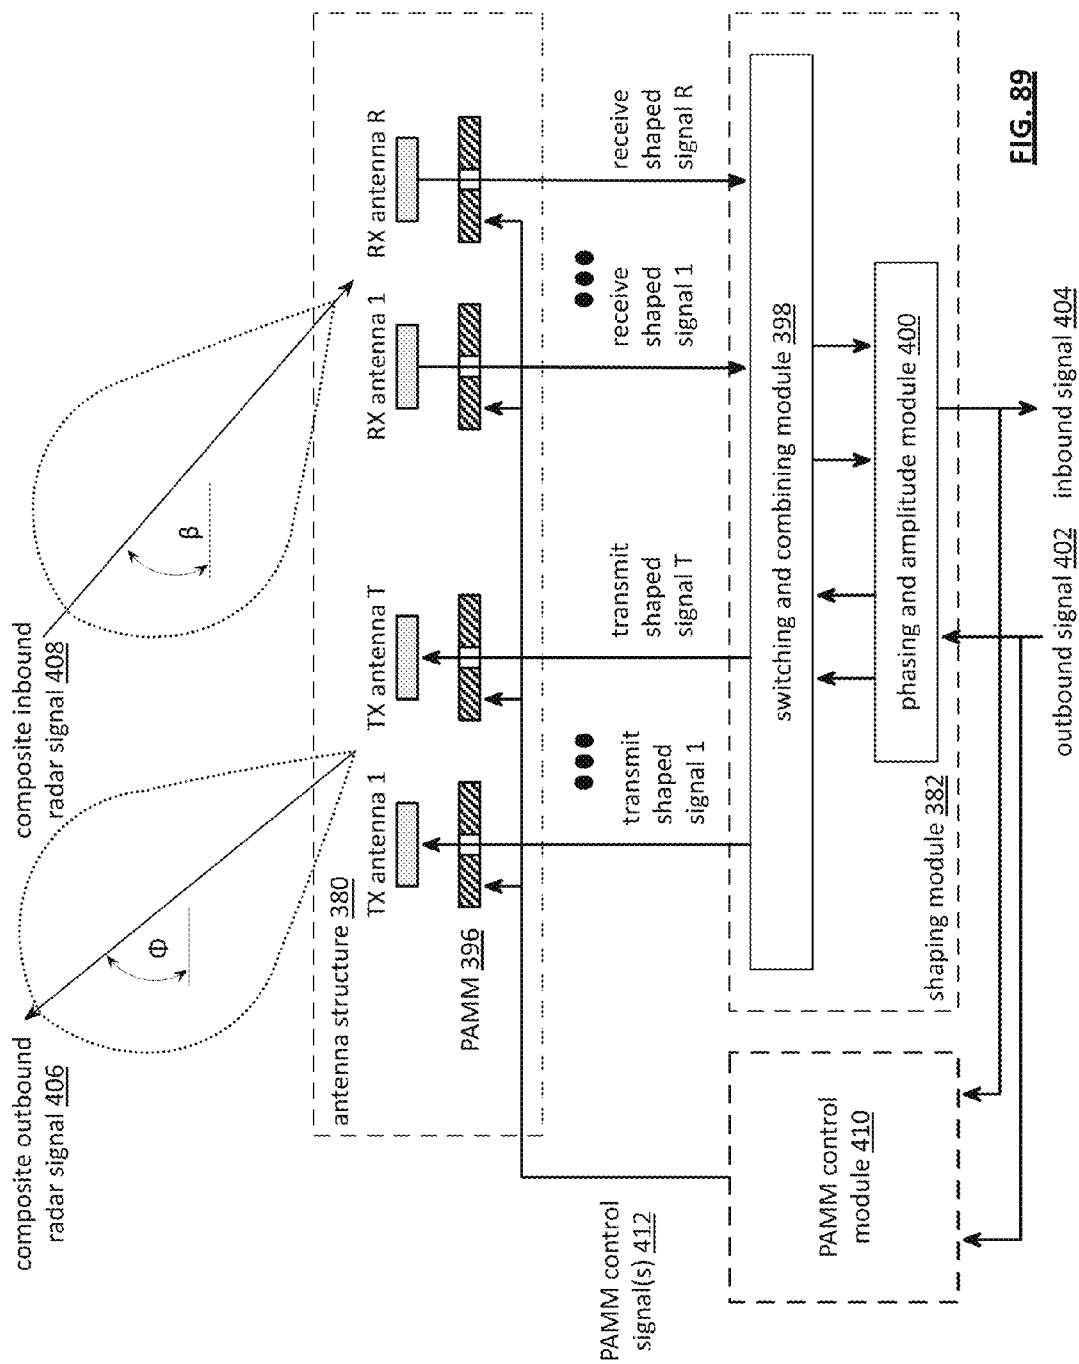 composite outbound
radar signal 406
composite inbound
radar signal 408
Φ
β
antenna structure 380
TX antenna 1
TX antenna T
RX antenna 1
RX antenna R
PAMM 396
PAMM control
signal(s) 412
transmit
shaped
signal 1
transmit
shaped
signal T
receive
shaped
signal 1
receive
shaped
signal R
switching and combining module 398
phasing and amplitude module 400
shaping module 382
PAMM control
module 410
outbound signal 402
inbound signal 404
FIG. 89